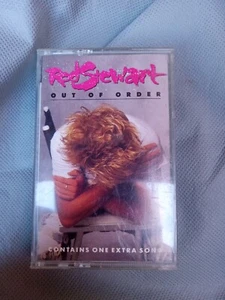 Rod Stewart
OUT OF ORDER
CONTAINS ONE EXTRA SONG